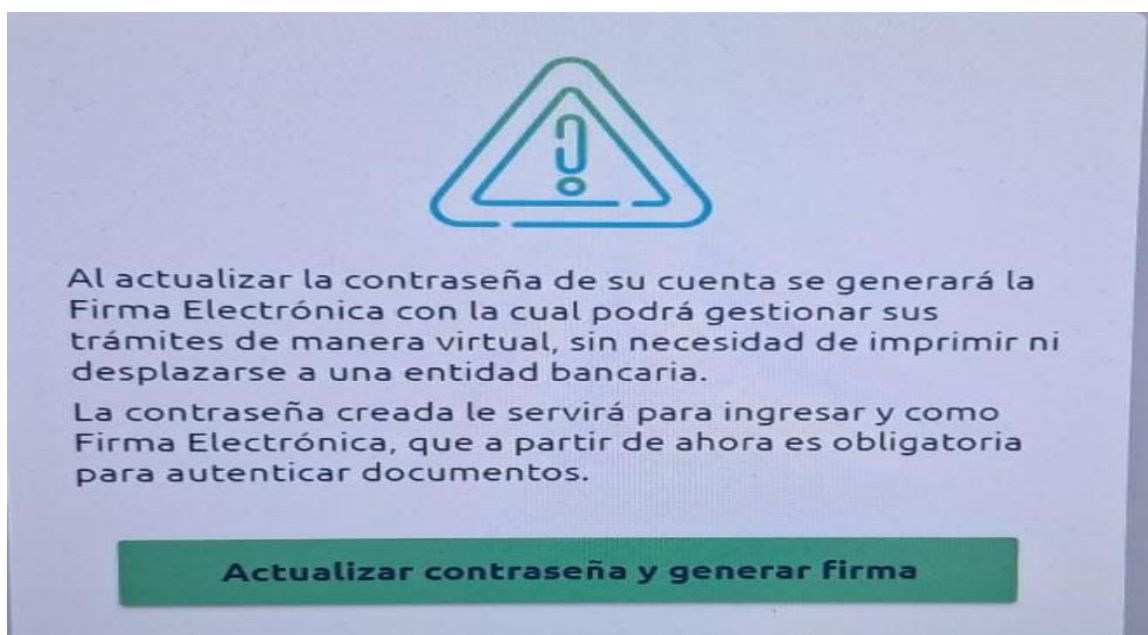 Al actualizar la contraseña de su cuenta se generará la
Firma Electrónica con la cual podrá gestionar sus
trámites de manera virtual, sin necesidad de imprimir ni
desplazarse a una entidad bancaria.
La contraseña creada le servirá para ingresar y como
Firma Electrónica, que a partir de ahora es obligatoria
para autenticar documentos.
Actualizar contraseña y generar firma